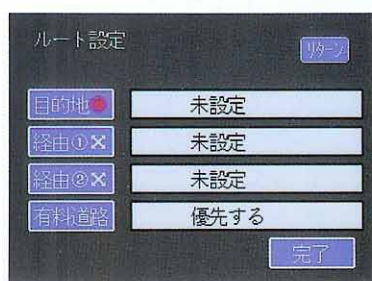 ルート設定
リターン
目的地 未設定
経由①× 未設定
経由②× 未設定
有料道路 優先する
完了